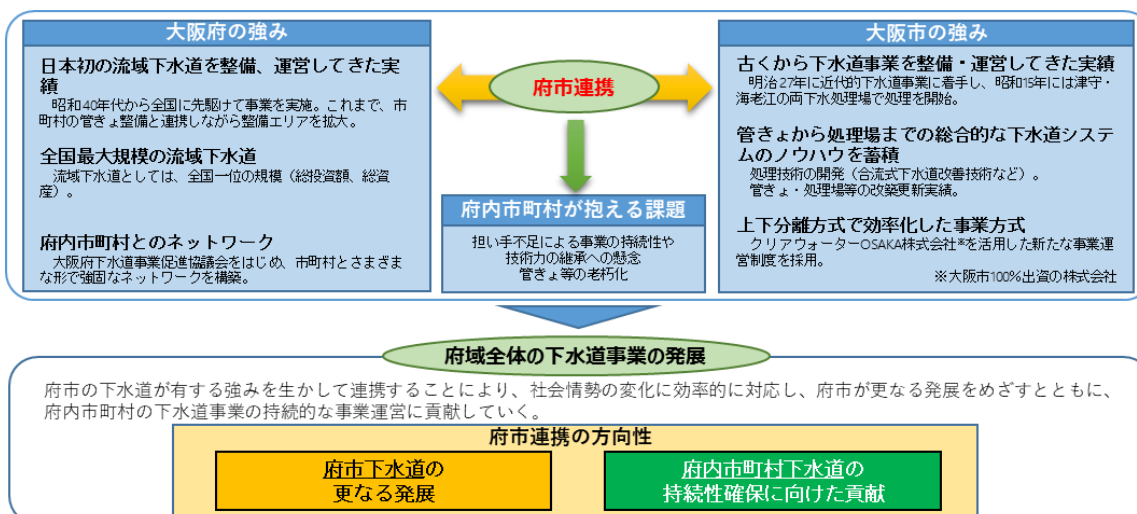 大阪府の強み
日本初の流域下水道を整備、運営してきた実
績
昭和40年代から全国に先駆けて事業を実施。これまで、市
町村の管きょ整備と連携しながら整備エリアを拡大。
全国最大規模の流域下水道
流域下水道としては、全国一位の規模（総投資額、総資
産）。
府内市町村とのネットワーク
大阪府下水道事業促進協議会をはじめ、市町村とさまざま
な形で強固なネットワークを構築。
府市連携
府内市町村が抱える課題
担い手不足による事業の持続性や
技術力の継承への懸念
管きょ等の老朽化
大阪市の強み
古くから下水道事業を整備・運営してきた実績
明治27年に近代的下水道事業に着手し、昭和15年には津守・
海老江の両下水処理場で処理を開始。
管きょから処理場までの総合的な下水道システ
ムのノウハウを蓄積
処理技術の開発（合流式下水道改善技術など）。
管きょ・処理場等の改築更新実績。
上下分離方式で効率化した事業方式
クリアウォーターOSAKA株式会社※を活用した新たな事業運
営制度を採用。
※大阪市100%出資の株式会社
府域全体の下水道事業の発展
府市の下水道が有する強みを生かして連携することにより、社会情勢の変化に効率的に対応し、府市が更なる発展をめざすとともに、
府内市町村の下水道事業の持続的な事業運営に貢献していく。
府市連携の方向性
府市下水道の
更なる発展
府内市町村下水道の
持続性確保に向けた貢献